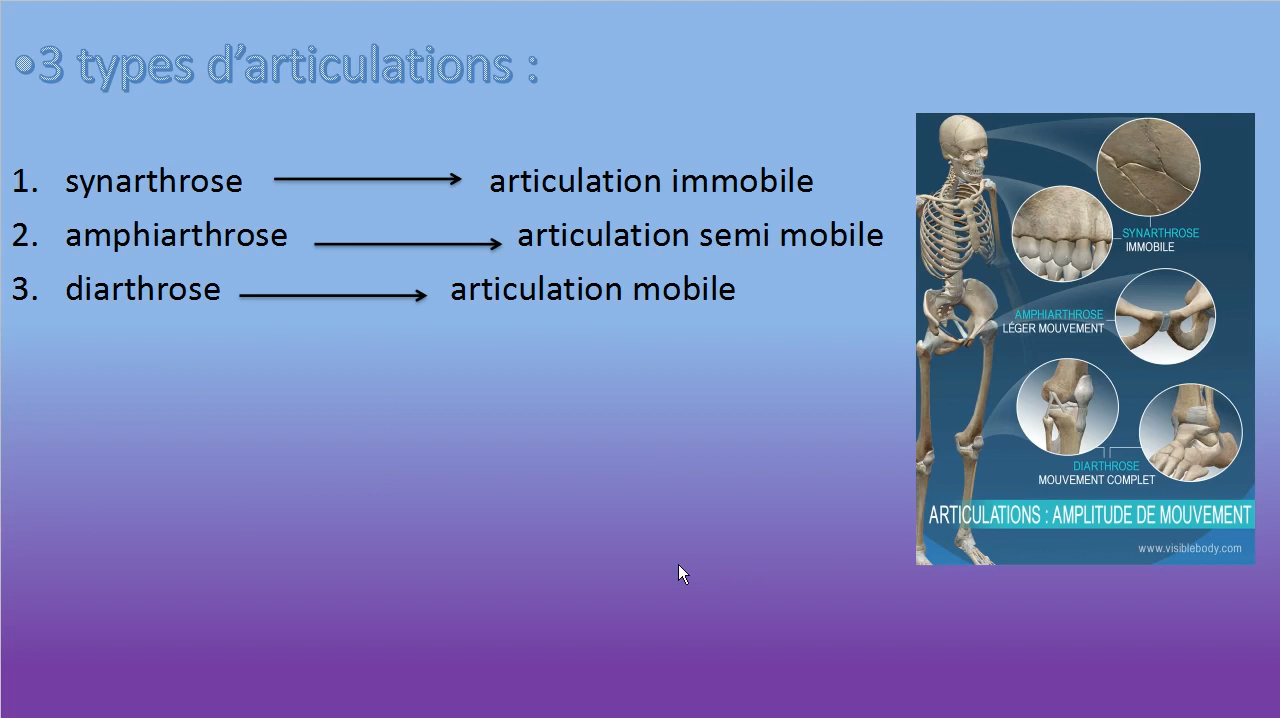 •3 types d’articulations :
1. synarthrose articulation immobile
2. amphiarthrose articulation semi mobile
3. diarthrose articulation mobile
SYNARTHROSE
IMMOBILE
AMPHIARTHROSE
LÉGER MOUVEMENT
DIARTHROSE
MOUVEMENT COMPLET
ARTICULATIONS : AMPLITUDE DE MOUVEMENT
www.visiblebody.com